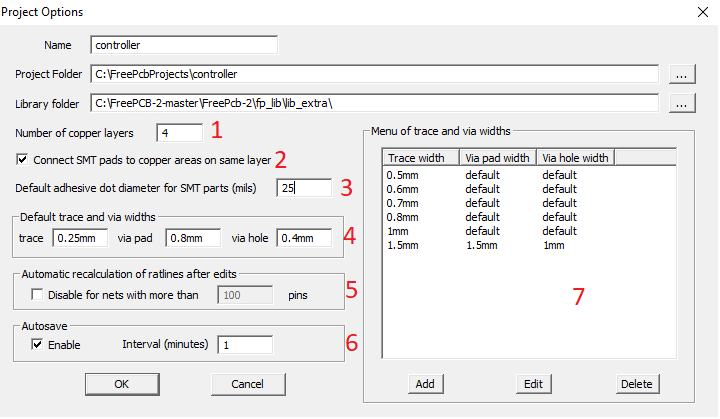 Project Options
Name controller
Project Folder C:\FreePcbProjects\controller ...
Library folder C:\FreePCB-2-master\FreePcb-2\fp_lib\lib_extra\ ...
Number of copper layers 4 1
Connect SMT pads to copper areas on same layer 2
Default adhesive dot diameter for SMT parts (mils) 25 3
Default trace and via widths
trace 0.25mm via pad 0.8mm via hole 0.4mm 4
Automatic recalculation of ratlines after edits
Disable for nets with more than 100 pins 5
Autosave
Enable Interval (minutes) 1 6
OK Cancel
Menu of trace and via widths
Trace width Via pad width Via hole width
0.5mm default default
0.6mm default default
0.7mm default default
0.8mm default default
1mm default default
1.5mm 1.5mm 1mm
7
Add Edit Delete